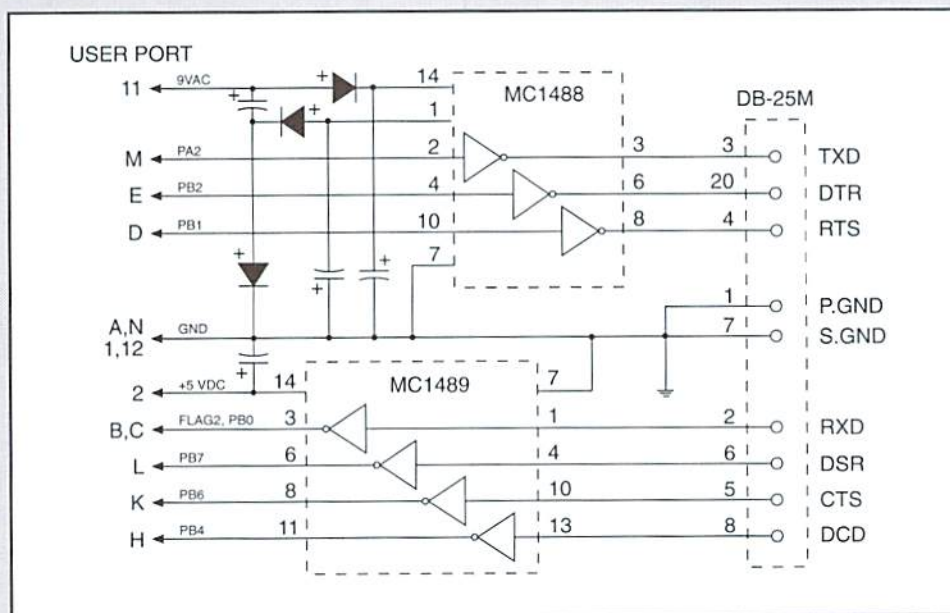 USER PORT
11 9VAC + 14 MC1488 DB-25M
+ + 1
M PA2 2 3 3 TXD
E PB2 4 6 20 DTR
D PB1 10 8 4 RTS
+ + + 7
1 P.GND
A,N 1,12 GND 7 S.GND
+
2 +5 VDC 14 MC1489 7
B,C FLAG2, PB0 3 1 2 RXD
L PB7 6 4 6 DSR
K PB6 8 10 5 CTS
H PB4 11 13 8 DCD